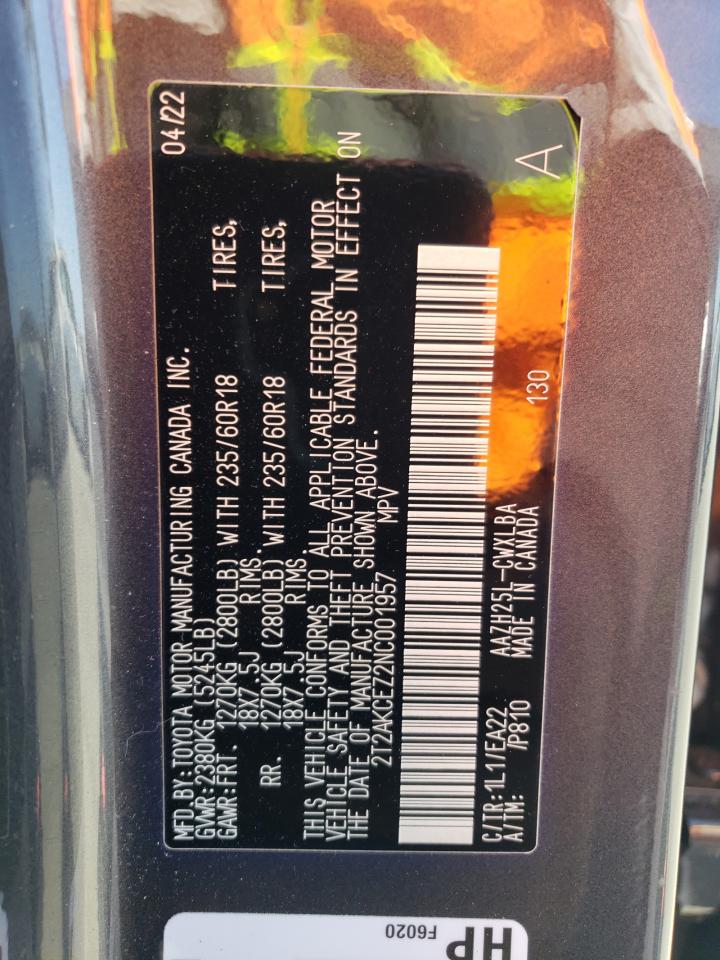 MFD.BY:TOYOTA MOTOR MANUFACTURING CANADA INC. 04/22
GVWR:2380KG (5245LB)
GAWR:FRT. 1270KG (2800LB) WITH 235/60R18 TIRES,
18X7.5J RIMS.
RR. 1270KG (2800LB) WITH 235/60R18 TIRES,
18X7.5J RIMS.
THIS VEHICLE CONFORMS TO ALL APPLICABLE FEDERAL MOTOR
VEHICLE SAFETY AND THEFT PREVENTION STANDARDS IN EFFECT ON
THE DATE OF MANUFACTURE SHOWN ABOVE.
2T2AKCEZ2NC001957 MPV
C/TR:1L1/EA22 AZH25L-CWXLBA
A/TM: /P810 MADE IN CANADA 130 A
HP
F6020